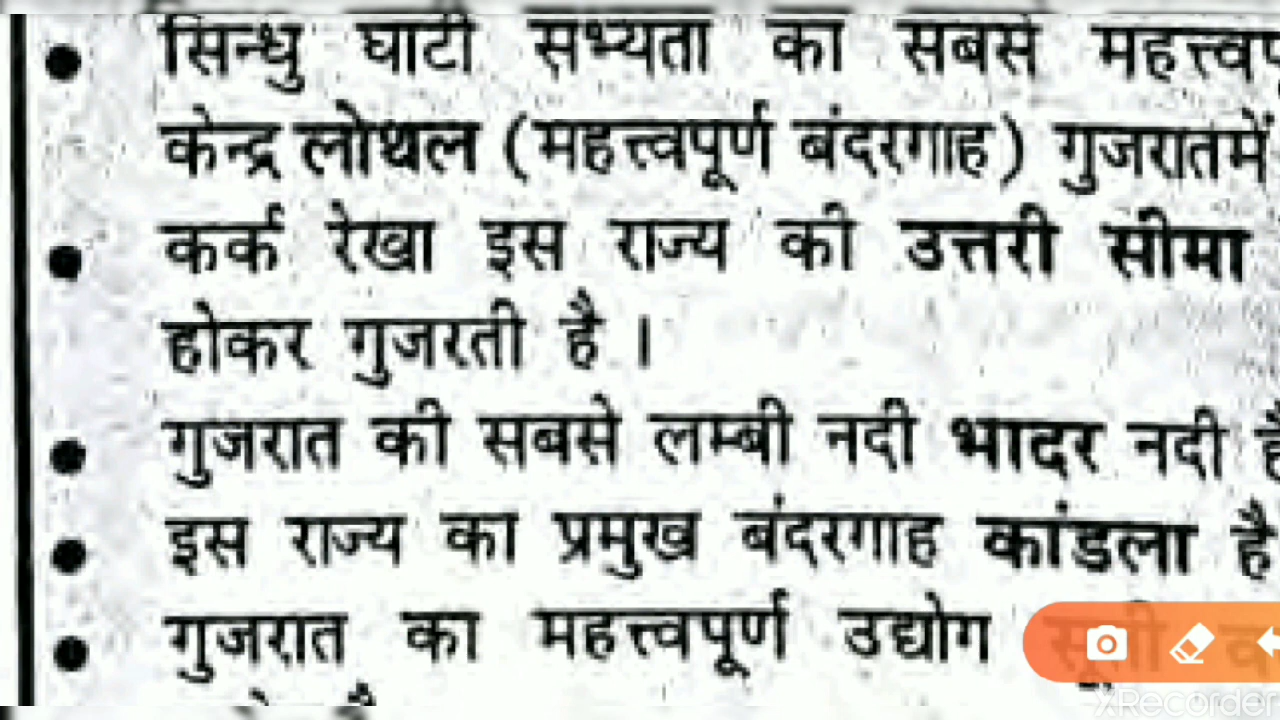 सिन्धु घाटी सभ्यता का सबसे
केन्द्र लोथल (महत्त्वपूर्ण बंदरगाह) गुजरातमें
कर्क रेखा इस राज्य की उत्तरी सीमा
होकर गुजरती है ।
गुजरात की सबसे लम्बी नदी भादर नदी है
इस राज्य का प्रमुख बंदरगाह कांडला है
गुजरात का महत्त्वपूर्ण उद्योग सूती
XRecorder